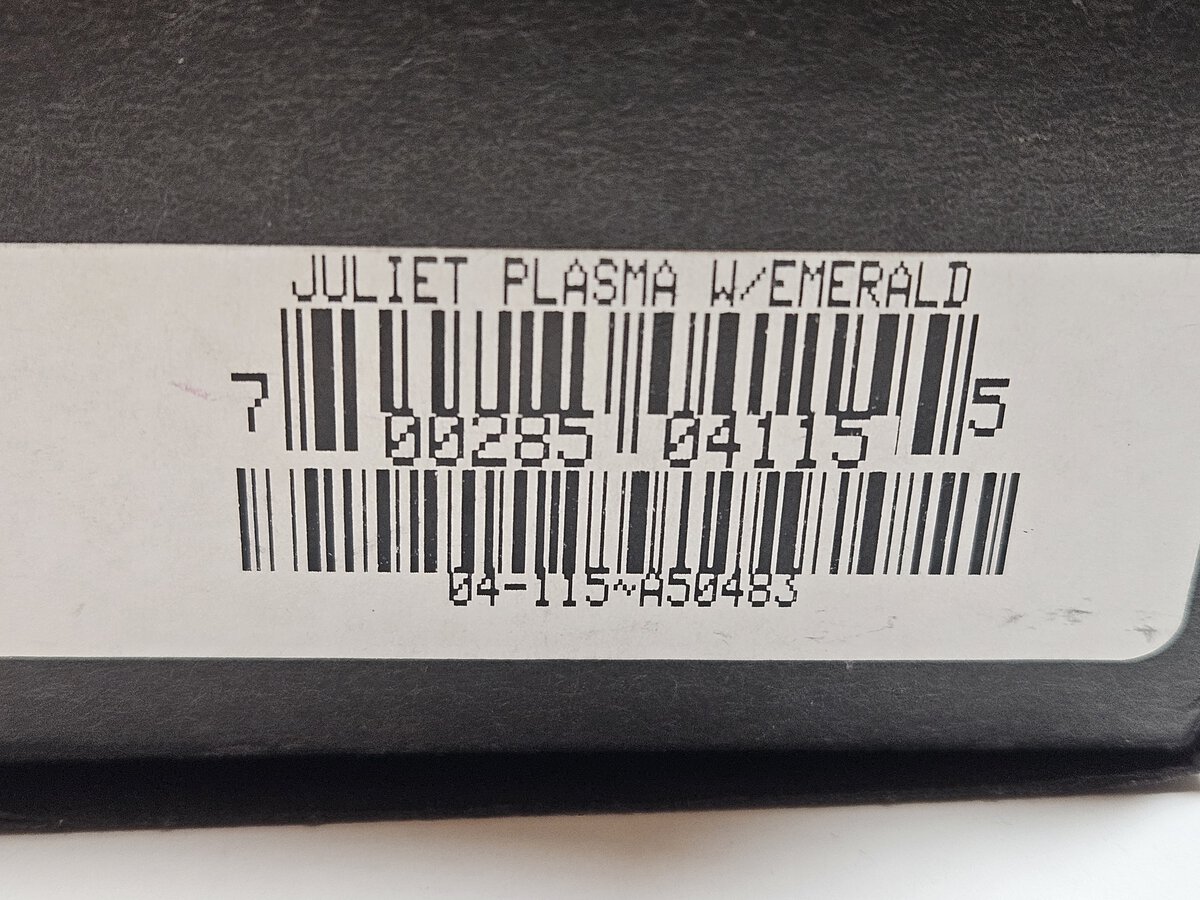 JULIET PLASMA W/EMERALD
7 00285 04115 5
04-115~A50483